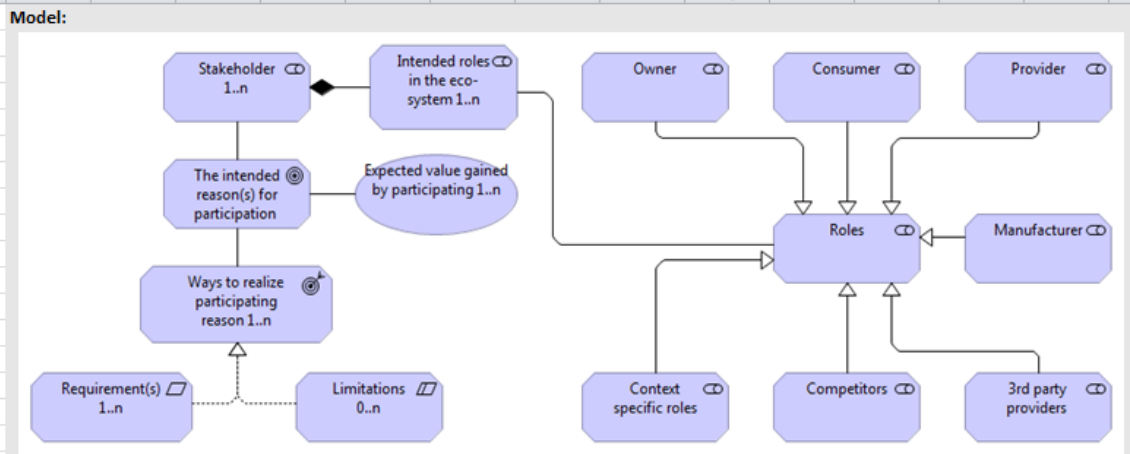 Model:
Stakeholder
1..n
Intended roles
in the eco-
system 1..n
Owner
Consumer
Provider
The intended
reason(s) for
participation
Expected value gained
by participating 1..n
Roles
Manufacturer
Ways to realize
participating
reason 1..n
Requirement(s)
1..n
Limitations
0..n
Context
specific roles
Competitors
3rd party
providers